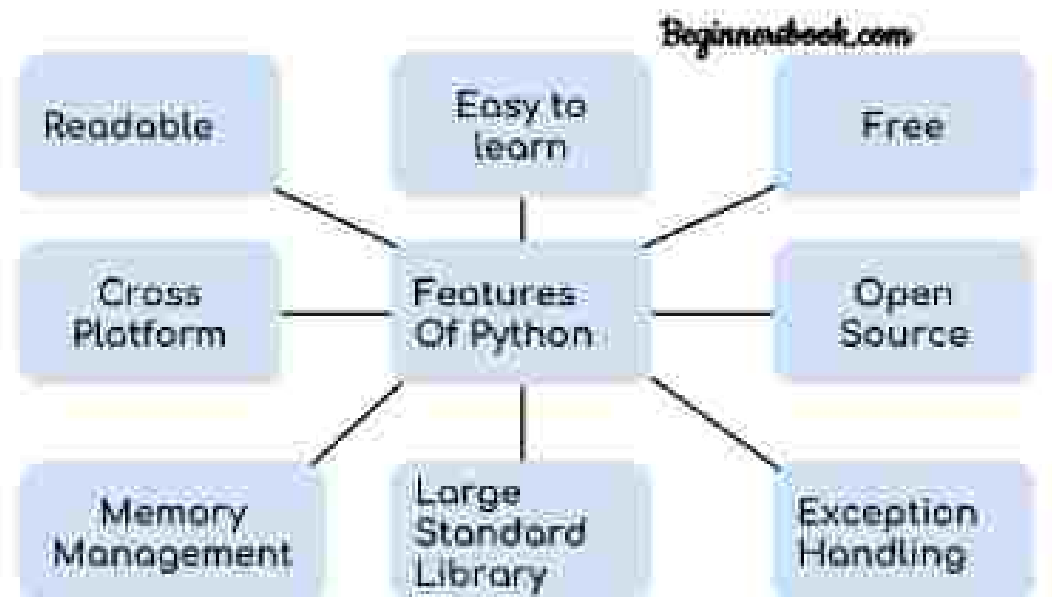 Beginnersbook.com
Readable
Easy to
learn
Free
Cross
Platform
Features
Of Python
Open
Source
Memory
Management
Large
Standard
Library
Exception
Handling